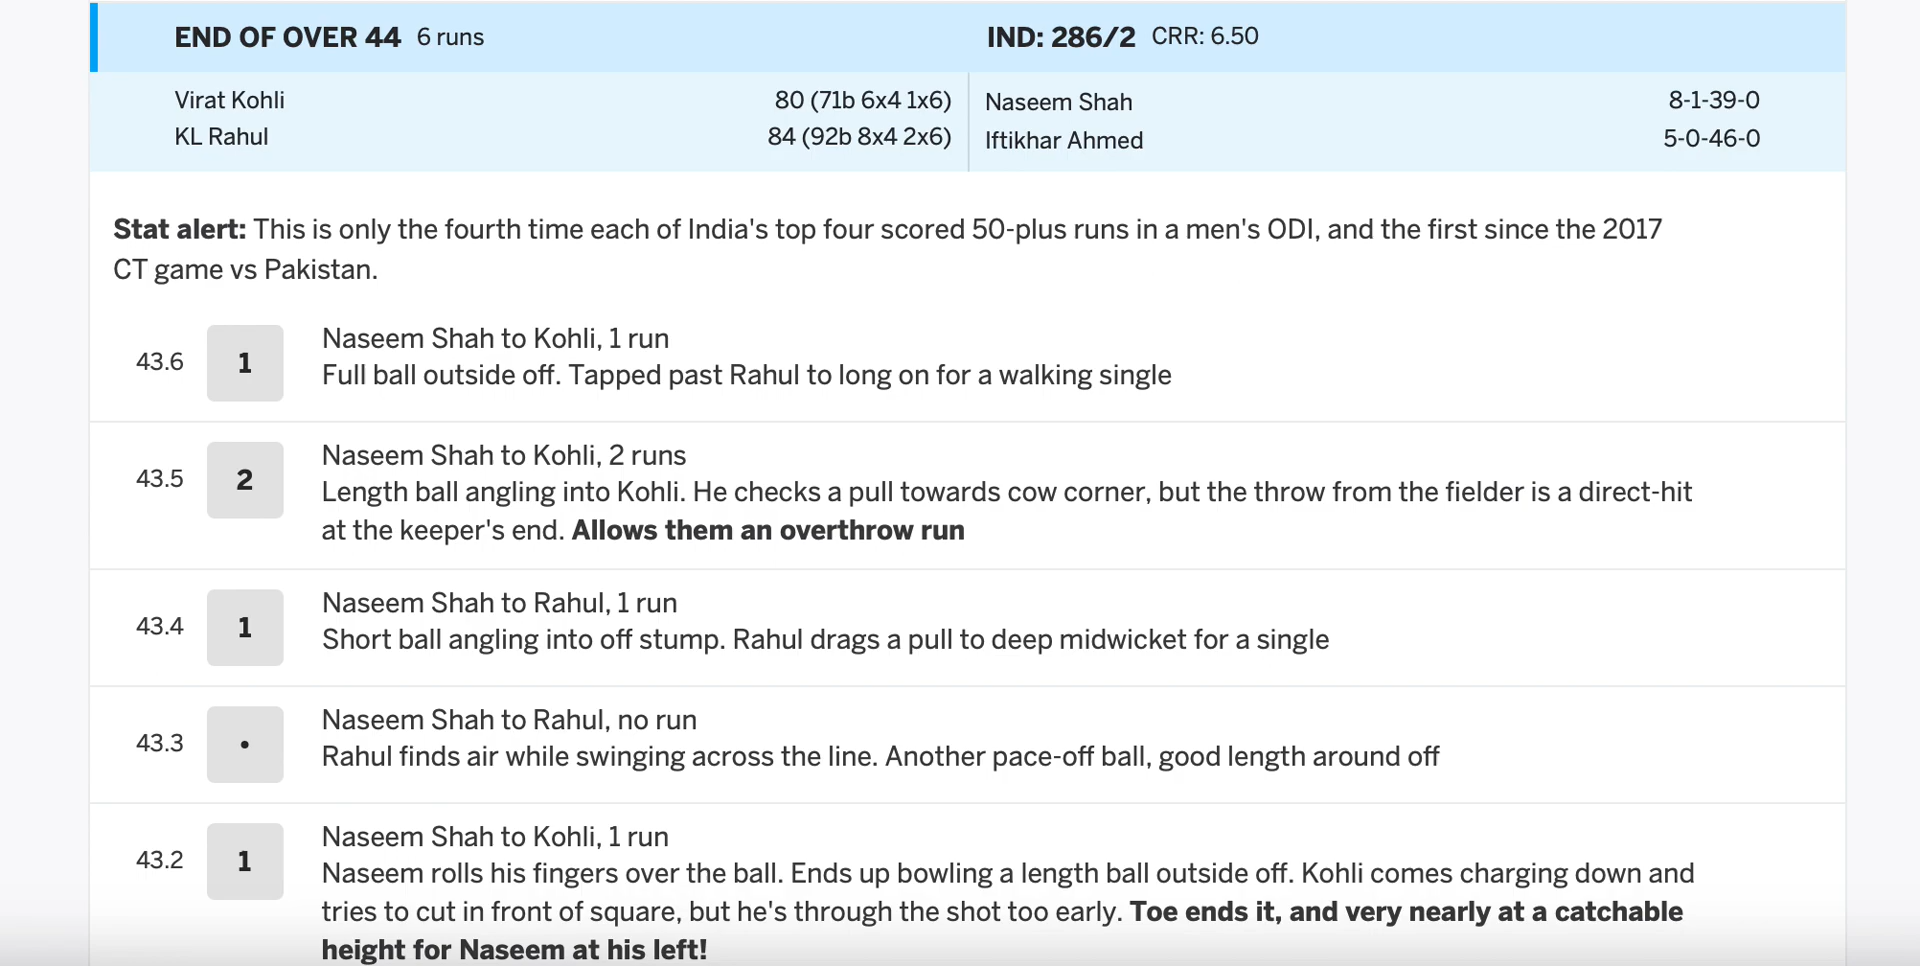 END OF OVER 44 6 runs IND: 286/2 CRR: 6.50
Virat Kohli 80 (71b 6x4 1x6)
KL Rahul 84 (92b 8x4 2x6)
Naseem Shah 8-1-39-0
Iftikhar Ahmed 5-0-46-0
Stat alert: This is only the fourth time each of India's top four scored 50-plus runs in a men's ODI, and the first since the 2017
CT game vs Pakistan.
43.6 1 Naseem Shah to Kohli, 1 run
Full ball outside off. Tapped past Rahul to long on for a walking single
43.5 2 Naseem Shah to Kohli, 2 runs
Length ball angling into Kohli. He checks a pull towards cow corner, but the throw from the fielder is a direct-hit
at the keeper's end. Allows them an overthrow run
43.4 1 Naseem Shah to Rahul, 1 run
Short ball angling into off stump. Rahul drags a pull to deep midwicket for a single
43.3 • Naseem Shah to Rahul, no run
Rahul finds air while swinging across the line. Another pace-off ball, good length around off
43.2 1 Naseem Shah to Kohli, 1 run
Naseem rolls his fingers over the ball. Ends up bowling a length ball outside off. Kohli comes charging down and
tries to cut in front of square, but he's through the shot too early. Toe ends it, and very nearly at a catchable
height for Naseem at his left!